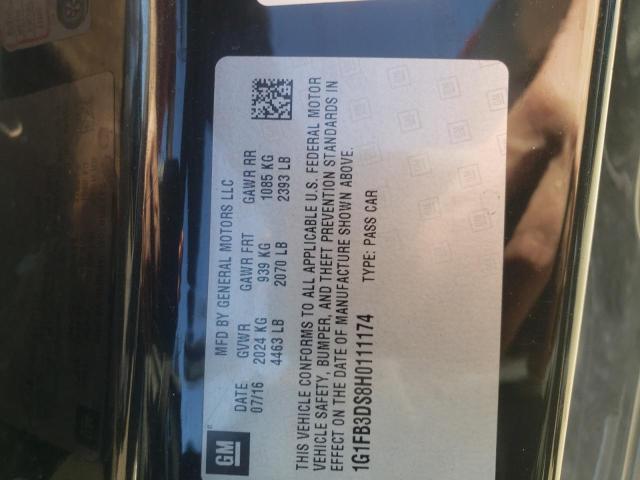 GM
MFD BY GENERAL MOTORS LLC
DATE GVWR GAWR FRT GAWR RR
07/16 2024 KG 939 KG 1085 KG
4463 LB 2070 LB 2393 LB
THIS VEHICLE CONFORMS TO ALL APPLICABLE U.S. FEDERAL MOTOR
VEHICLE SAFETY, BUMPER, AND THEFT PREVENTION STANDARDS IN
EFFECT ON THE DATE OF MANUFACTURE SHOWN ABOVE.
1G1FB3DS8H0111174 TYPE: PASS CAR